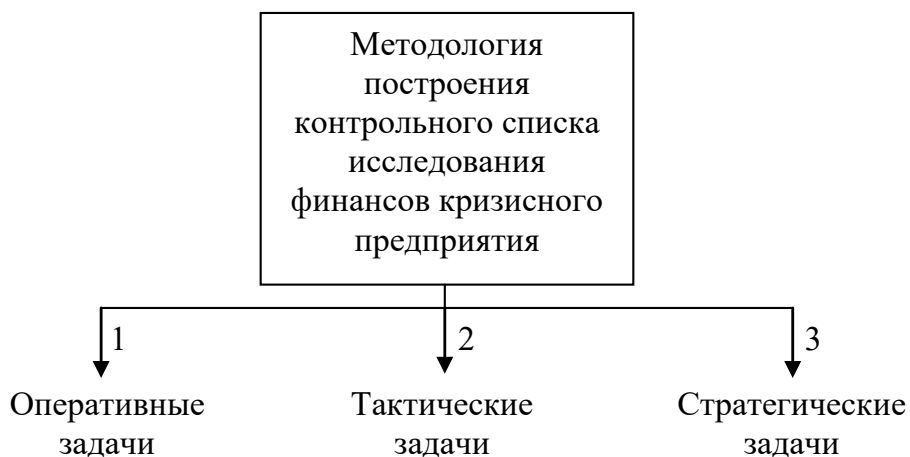 Методология
построения
контрольного списка
исследования
финансов кризисного
предприятия
1
2
3
Оперативные
задачи
Тактические
задачи
Стратегические
задачи